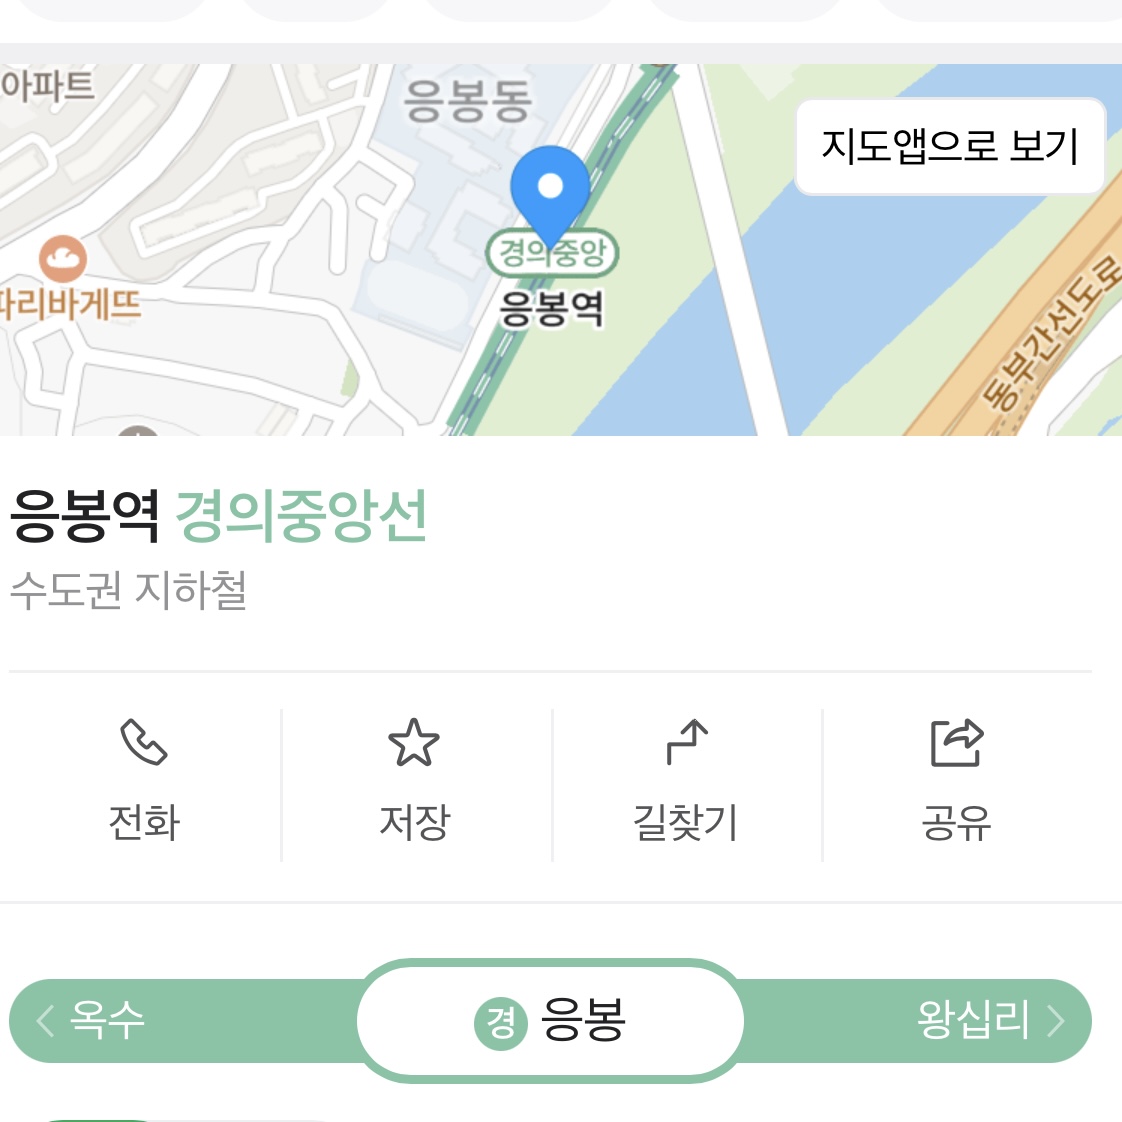 아파트
응봉동
지도앱으로 보기
경의중앙
파리바게뜨
응봉역
동부간선도로
응봉역 경의중앙선
수도권 지하철
전화
저장
길찾기
공유
옥수
경 응봉
왕십리